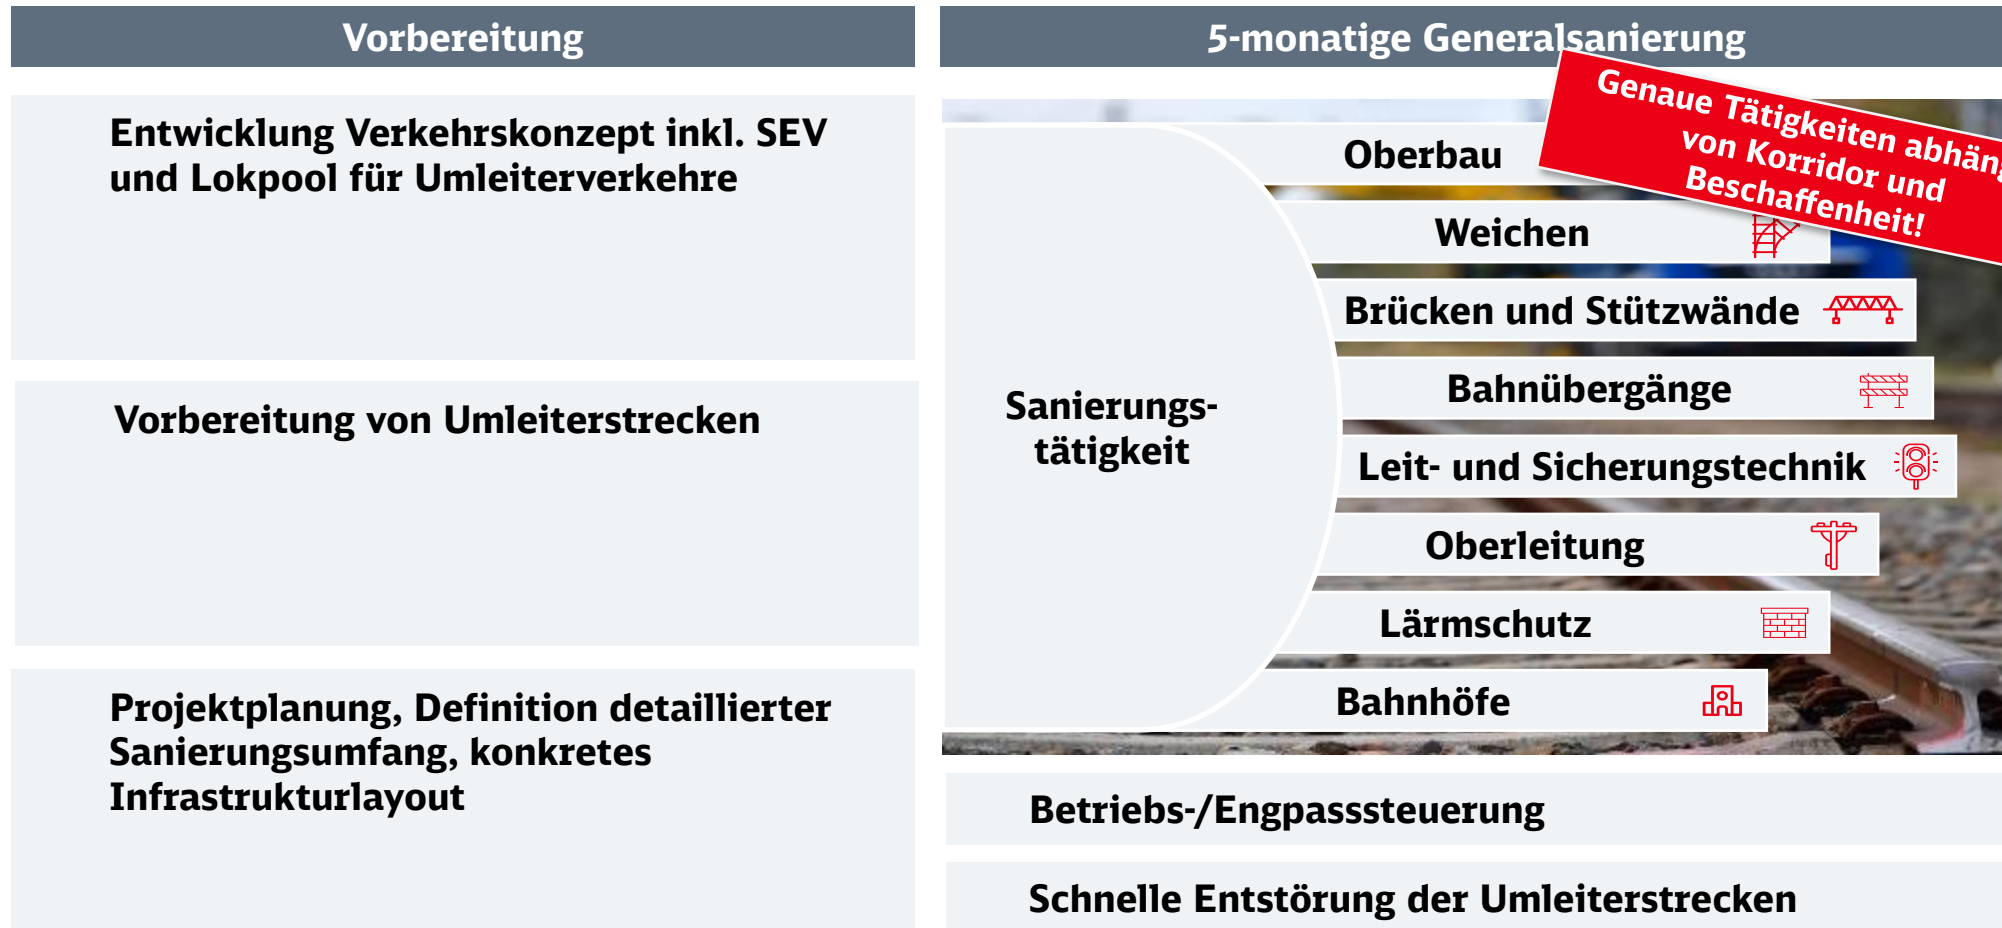 Vorbereitung
Entwicklung Verkehrskonzept inkl. SEV
und Lokpool für Umleiterverkehre
Vorbereitung von Umleiterstrecken
Projektplanung, Definition detaillierter
Sanierungsumfang, konkretes
Infrastrukturlayout
5-monatige Generalsanierung
Genaue Tätigkeiten
von Korridor und
Beschaffenheit!
Sanierungs-
tätigkeit
Oberbau
Weichen
Brücken und Stützwände
Bahnübergänge
Leit- und Sicherungstechnik
Oberleitung
Lärmschutz
Bahnhöfe
Betriebs-/Engpasssteuerung
Schnelle Entstörung der Umleiterstrecken